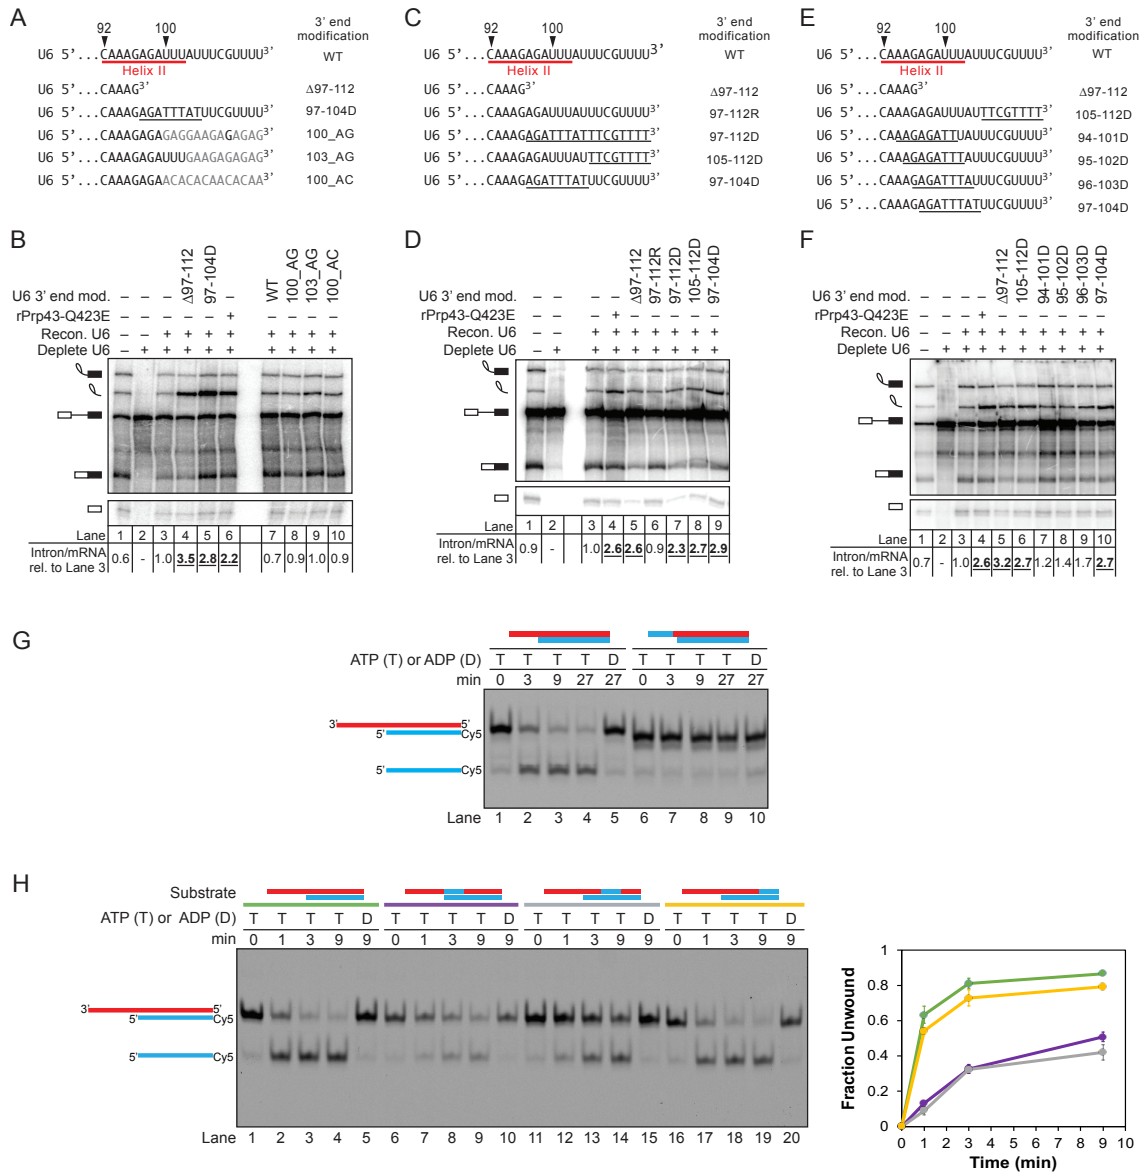 A
92 100 3' end modification
U6 5'...CAAAGAGAUUUAUUUCGUUUU3' WT
Helix II
U6 5'...CAAAG3' Δ97-112
U6 5'...CAAAGAGATTTATUUCGUUUU3' 97-104D
U6 5'...CAAAGAGAGAGGAAGAGAGAG3' 100_AG
U6 5'...CAAAGAGAUUUGAAGAGAGAG3' 103_AG
U6 5'...CAAAGAGAACACACAACACAA3' 100_AC
C
92 100 3' end modification
U6 5'...CAAAGAGAUUUAUUUCGUUUU3' WT
Helix II
U6 5'...CAAAG3' Δ97-112
U6 5'...CAAAGAGAUUUAUUUCGUUUU3' 97-112R
U6 5'...CAAAGAGATTTATTTCGTTTT3' 97-112D
U6 5'...CAAAGAGAUUUAUTTCGTTTT3' 105-112D
U6 5'...CAAAGAGATTTATUUCGUUUU3' 97-104D
E
92 100 3' end modification
U6 5'...CAAAGAGAUUUAUUUCGUUUU3' WT
Helix II
U6 5'...CAAAG3' Δ97-112
U6 5'...CAAAGAGAUUUAUTTCGTTTT3' 105-112D
U6 5'...CAAAGAGATTUAUUUCGUUUU3' 94-101D
U6 5'...CAAAGAGATTTAUUUCGUUUU3' 95-102D
U6 5'...CAAAGAGATTTAUUUCGUUUU3' 96-103D
U6 5'...CAAAGAGATTTATUUCGUUUU3' 97-104D
B
U6 3' end mod. – – – Δ97-112 97-104D – WT 100_AG 103_AG 100_AC
rPrp43-Q423E – – – – – + – – – –
Recon. U6 – – + + + + + + + +
Deplete U6 – + + + + + + + + +
Lane 1 2 3 4 5 6 7 8 9 10
Intron/mRNA rel. to Lane 3 0.6 - 1.0 3.5 2.8 2.2 0.7 0.9 1.0 0.9
D
U6 3' end mod. – – – – Δ97-112 97-112R 97-112D 105-112D 97-104D
rPrp43-Q423E – – – + – – – – –
Recon. U6 – – + + + + + + +
Deplete U6 – + + + + + + + +
Lane 1 2 3 4 5 6 7 8 9
Intron/mRNA rel. to Lane 3 0.9 - 1.0 2.6 2.6 0.9 2.3 2.7 2.9
F
U6 3' end mod. – – – – Δ97-112 105-112D 94-101D 95-102D 96-103D 97-104D
rPrp43-Q423E – – – + – – – – – –
Recon. U6 – – + + + + + + + +
Deplete U6 – + + + + + + + + +
Lane 1 2 3 4 5 6 7 8 9 10
Intron/mRNA rel. to Lane 3 0.7 - 1.0 2.6 3.2 2.7 1.2 1.4 1.7 2.7
G
ATP (T) or ADP (D) T T T T D T T T T D
min 0 3 9 27 27 0 3 9 27 27
3' 5'
5' Cy5
5' Cy5
Lane 1 2 3 4 5 6 7 8 9 10
H
Substrate
ATP (T) or ADP (D) T T T T D T T T T D T T T T D T T T T D
min 0 1 3 9 9 0 1 3 9 9 0 1 3 9 9 0 1 3 9 9
3' 5'
5' Cy5
5' Cy5
Lane 1 2 3 4 5 6 7 8 9 10 11 12 13 14 15 16 17 18 19 20
Fraction Unwound
1
0.8
0.6
0.4
0.2
0
0 1 2 3 4 5 6 7 8 9 10
Time (min)